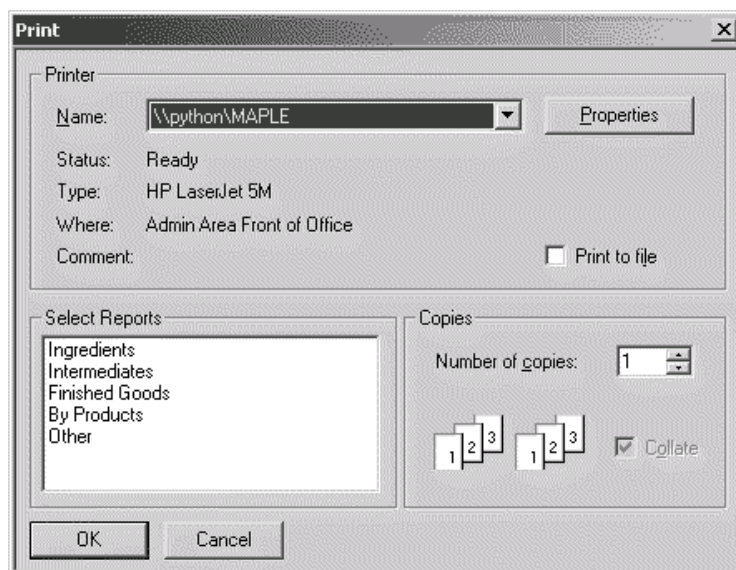 Print
Printer
Name: \\python\MAPLE Properties
Status: Ready
Type: HP LaserJet 5M
Where: Admin Area Front of Office
Comment: Print to file
Select Reports
Ingredients
Intermediates
Finished Goods
By Products
Other
Copies
Number of copies: 1
1 2 3 1 2 3 Collate
OK Cancel